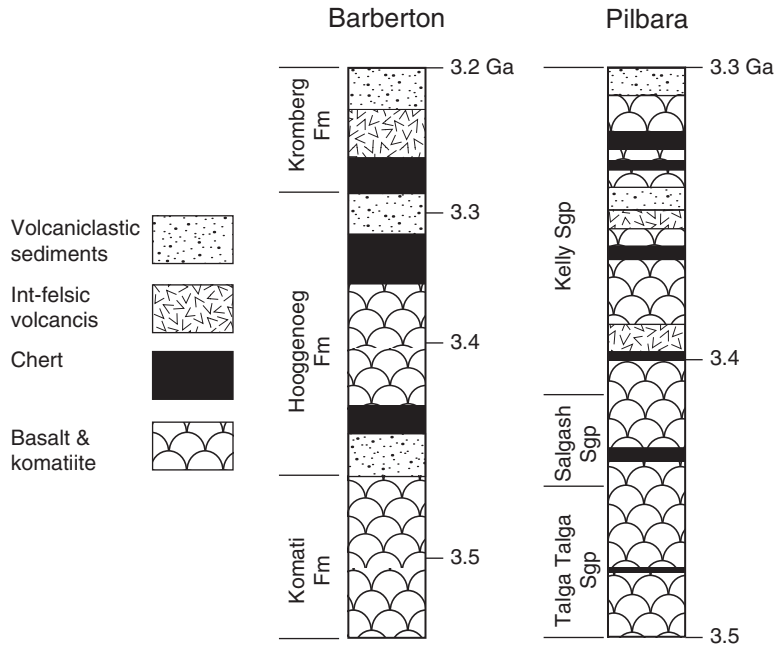 Barberton
Pilbara
Volcaniclastic
sediments
Int-felsic
volcancis
Chert
Basalt &
komatiite
Kromberg
Fm
Hooggenoeg
Fm
Komati
Fm
3.2 Ga
3.3
3.4
3.5
Kelly Sgp
Salgash
Sgp
Talga Talga
Sgp
3.3 Ga
3.4
3.5